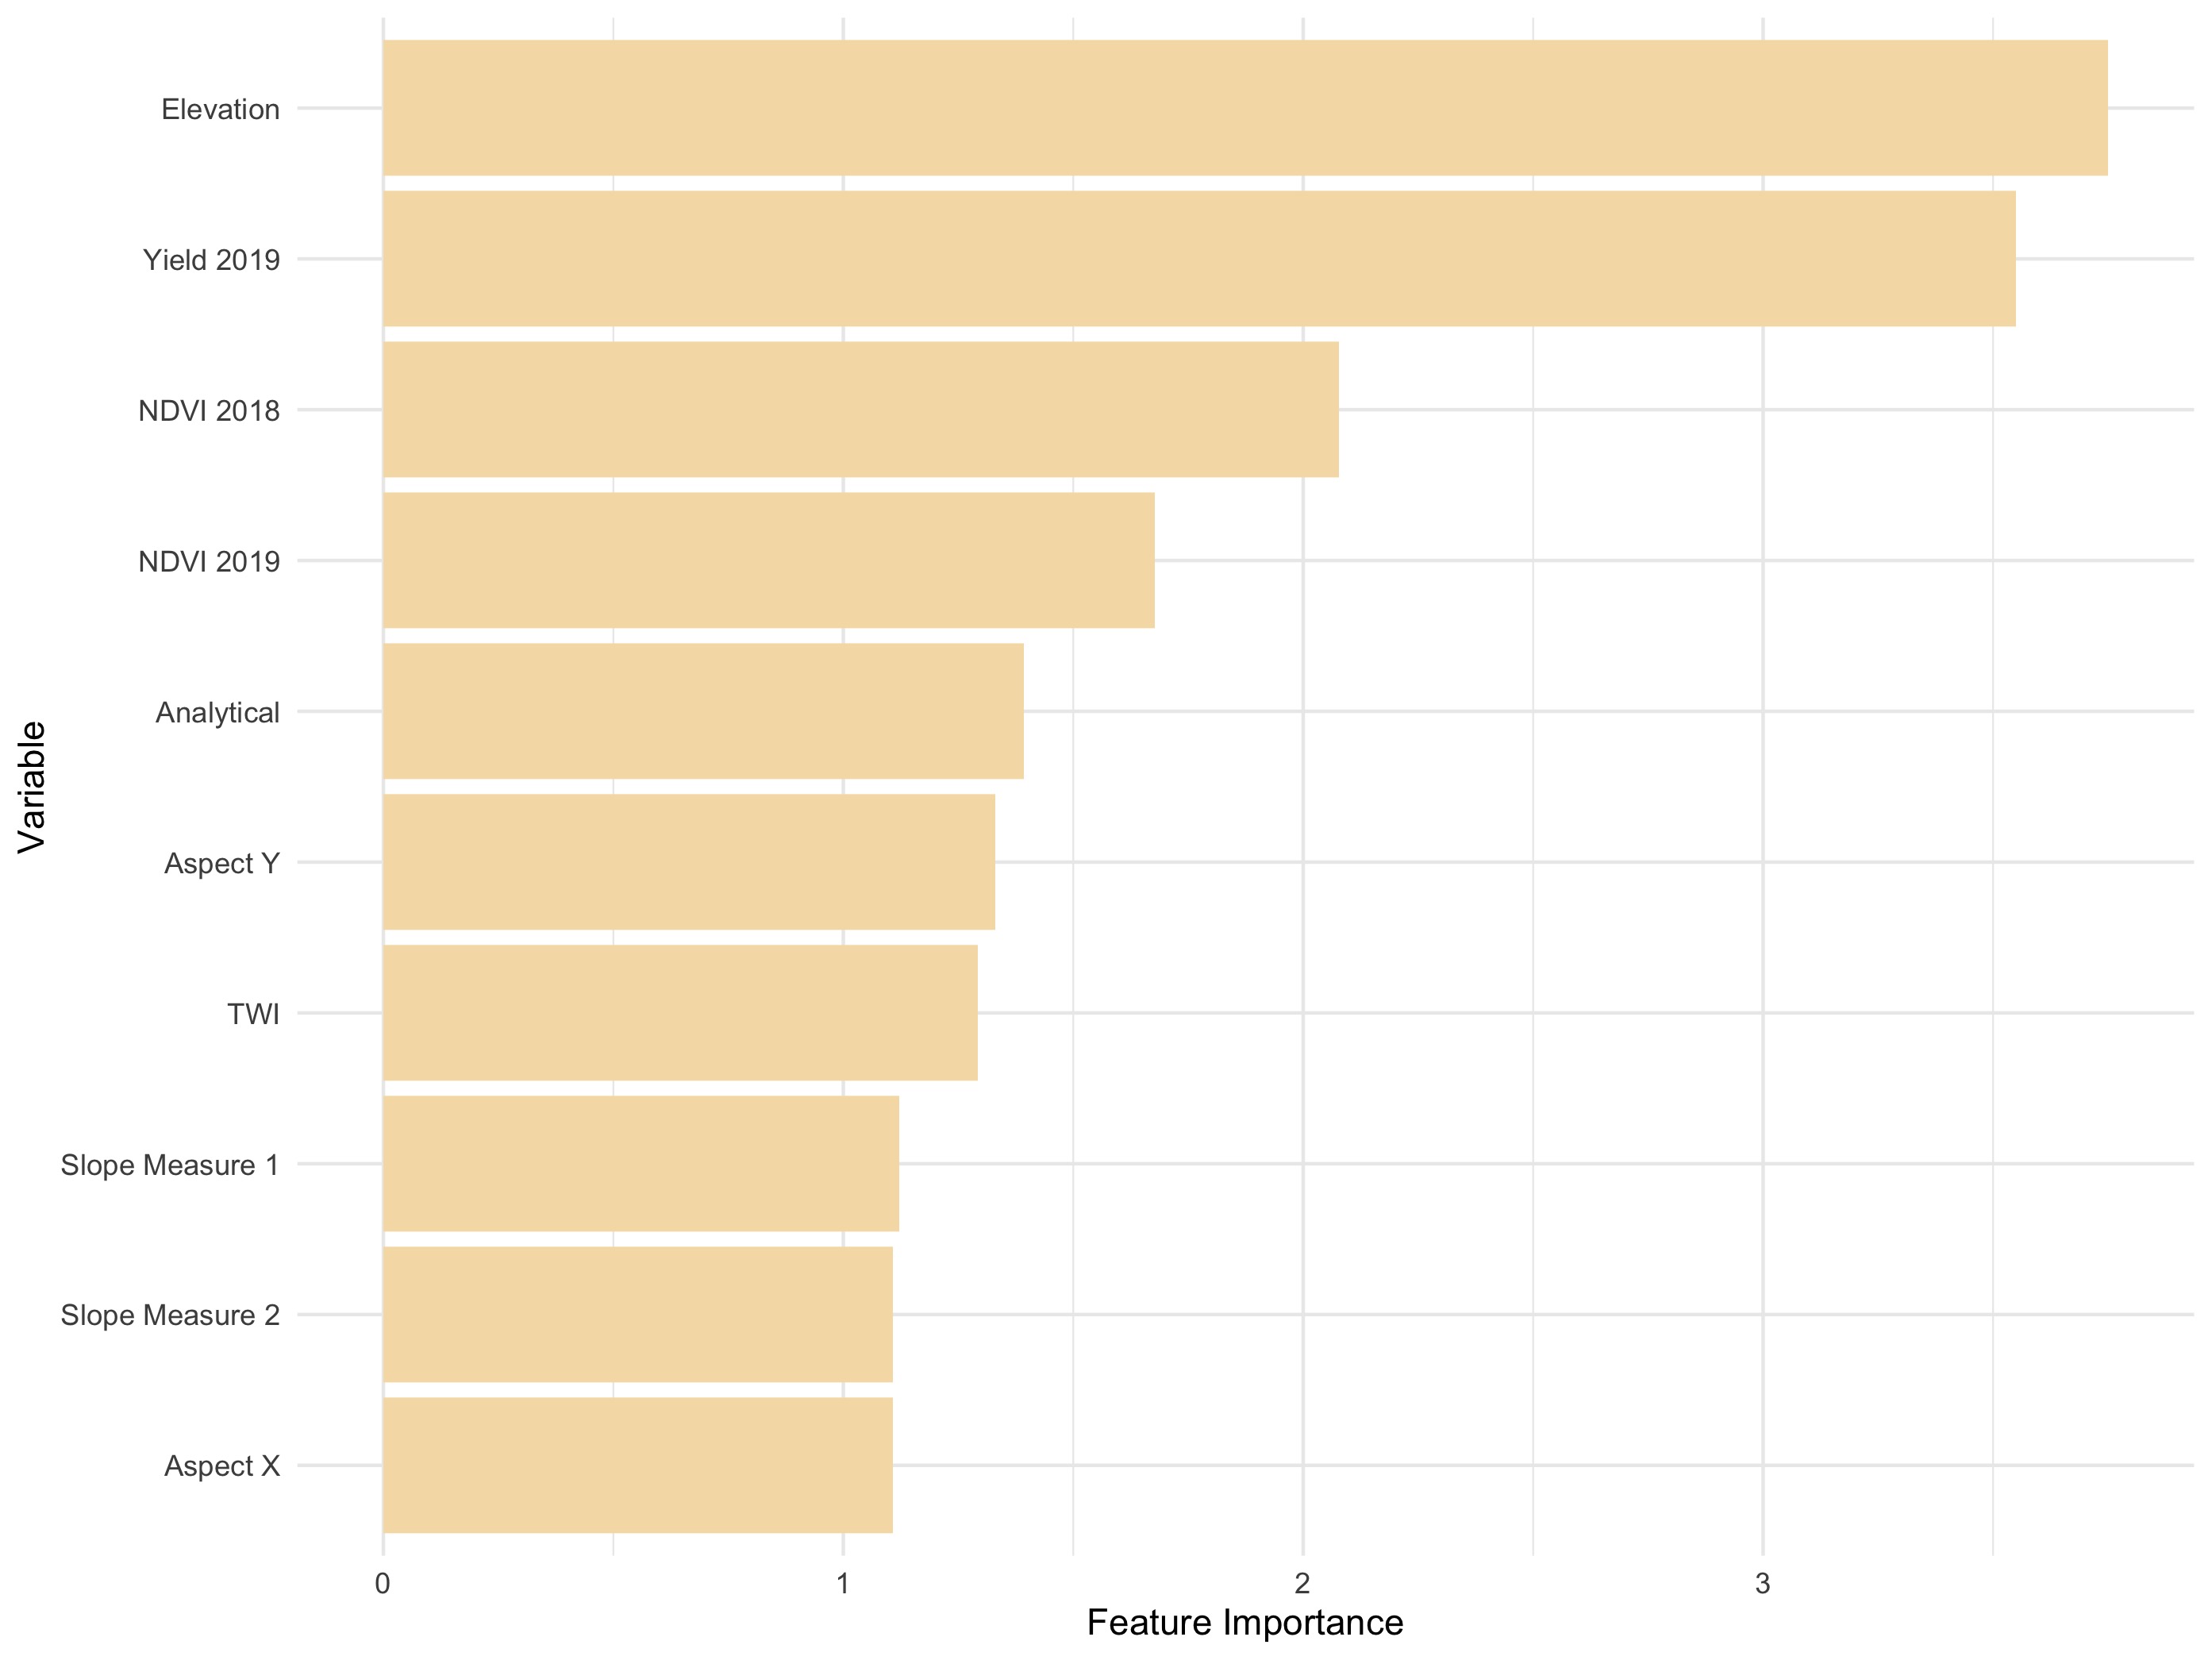 Elevation
Yield 2019
NDVI 2018
NDVI 2019
Analytical
Aspect Y
TWI
Slope Measure 1
Slope Measure 2
Aspect X
Variable
0 1 2 3
Feature Importance